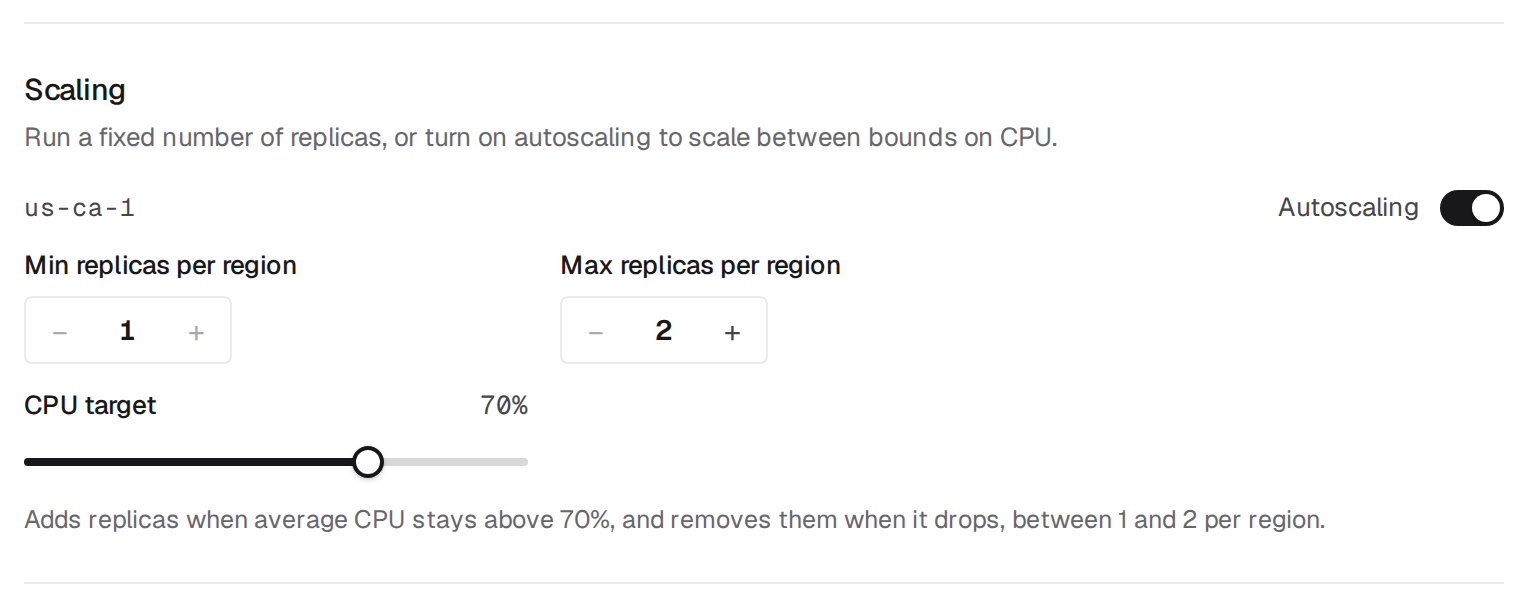 Scaling
Run a fixed number of replicas, or turn on autoscaling to scale between bounds on CPU.
us-ca-1 Autoscaling
Min replicas per region Max replicas per region
− 1 + − 2 +
CPU target 70%
Adds replicas when average CPU stays above 70%, and removes them when it drops, between 1 and 2 per region.